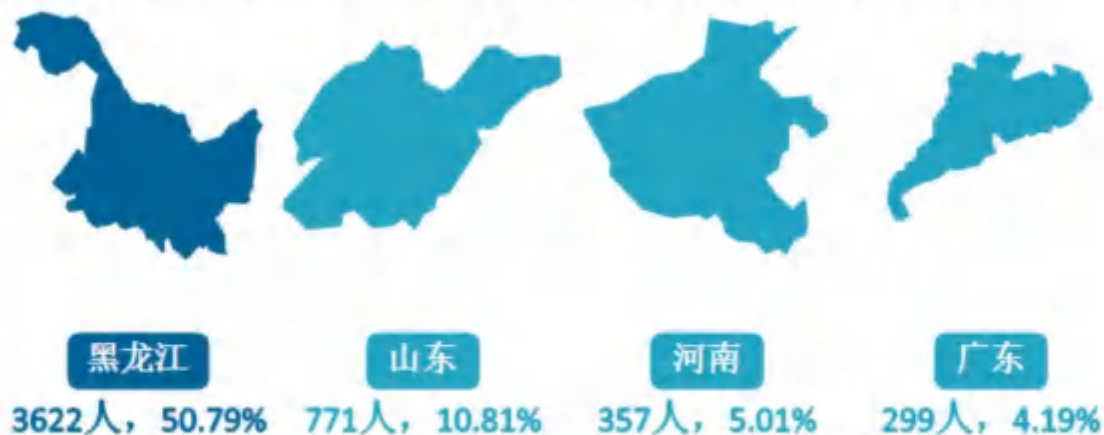 黑龙江 山东 河南 广东
3622人，50.79% 771人，10.81% 357人，5.01% 299人，4.19%